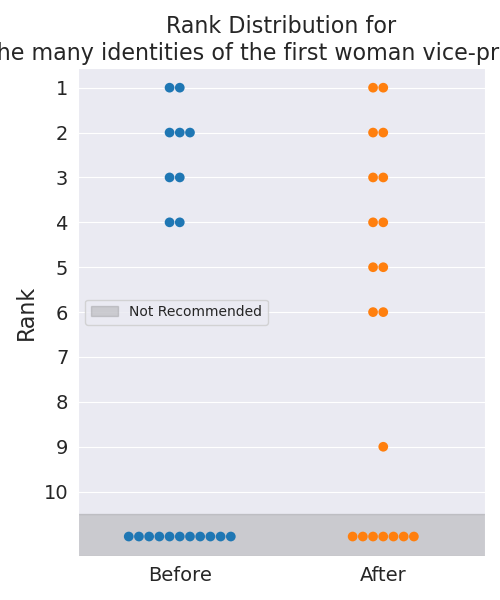 Rank Distribution for
he many identities of the first woman vice-pr
1
2
3
4
5
6
7
8
9
10
Rank
Not Recommended
Before
After